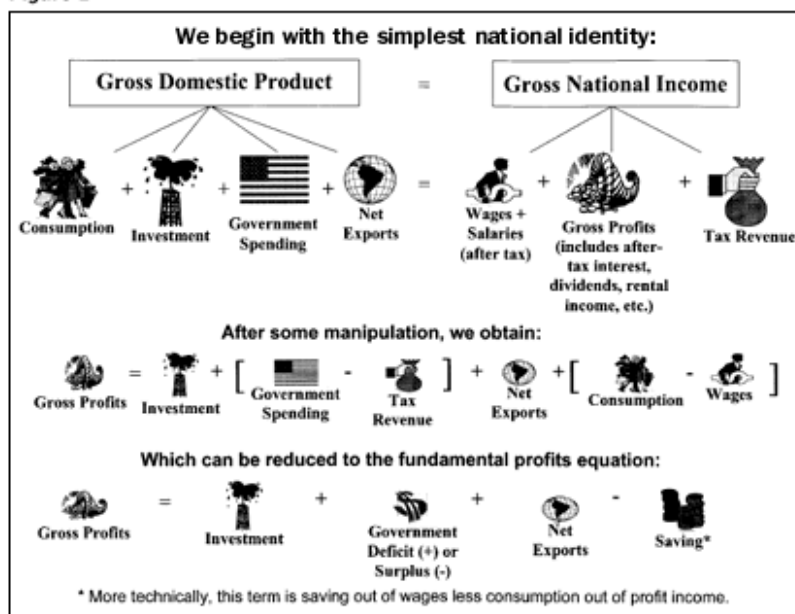 We begin with the simplest national identity:
Gross Domestic Product = Gross National Income
Consumption + Investment + Government Spending + Net Exports = Wages + Salaries (after tax) + Gross Profits (includes after-tax interest, dividends, rental income, etc.) + Tax Revenue
After some manipulation, we obtain:
Gross Profits = Investment + [ Government Spending - Tax Revenue ] + Net Exports + [ Consumption - Wages ]
Which can be reduced to the fundamental profits equation:
Gross Profits = Investment + Government Deficit (+) or Surplus (-) + Net Exports - Saving*
* More technically, this term is saving out of wages less consumption out of profit income.